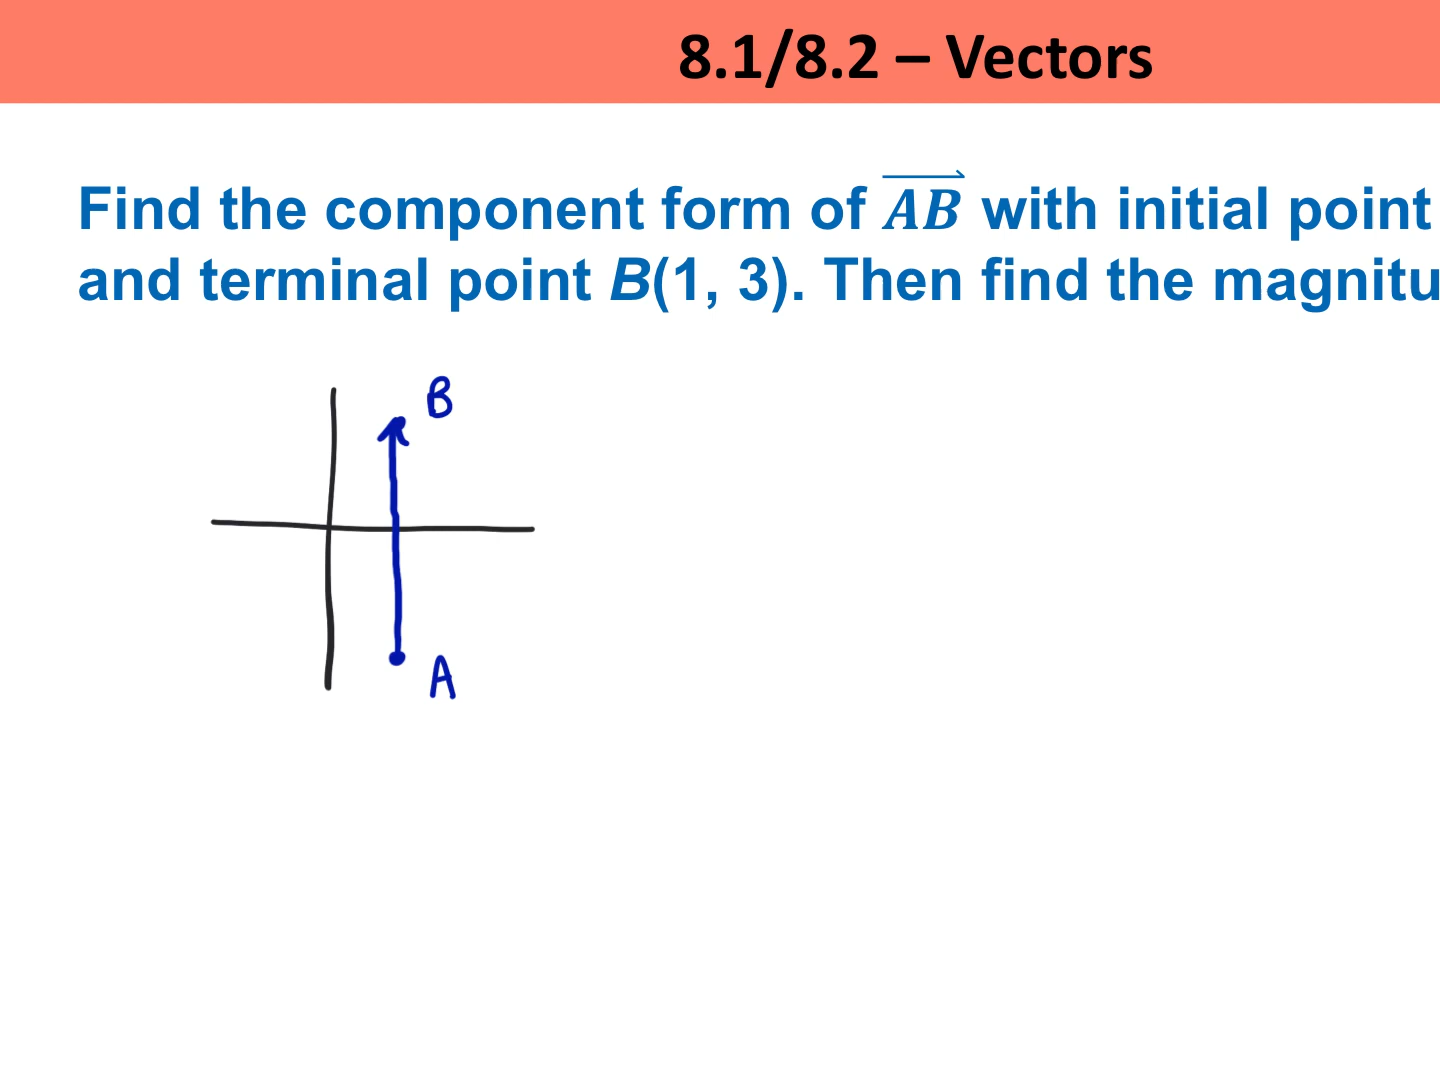 8.1/8.2 – Vectors
Find the component form of AB with initial point
and terminal point B(1, 3). Then find the magnitu
B
A